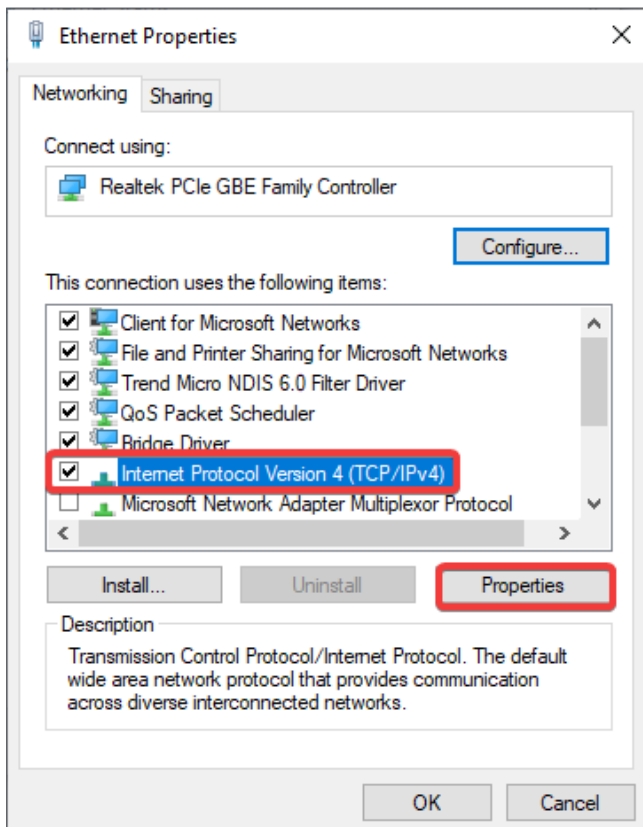 Ethernet Properties
Networking
Sharing
Connect using:
Realtek PCIe GBE Family Controller
Configure...
This connection uses the following items:
Client for Microsoft Networks
File and Printer Sharing for Microsoft Networks
Trend Micro NDIS 6.0 Filter Driver
QoS Packet Scheduler
Bridge Driver
Internet Protocol Version 4 (TCP/IPv4)
Microsoft Network Adapter Multiplexor Protocol
Install...
Uninstall
Properties
Description
Transmission Control Protocol/Internet Protocol. The default
wide area network protocol that provides communication
across diverse interconnected networks.
OK
Cancel